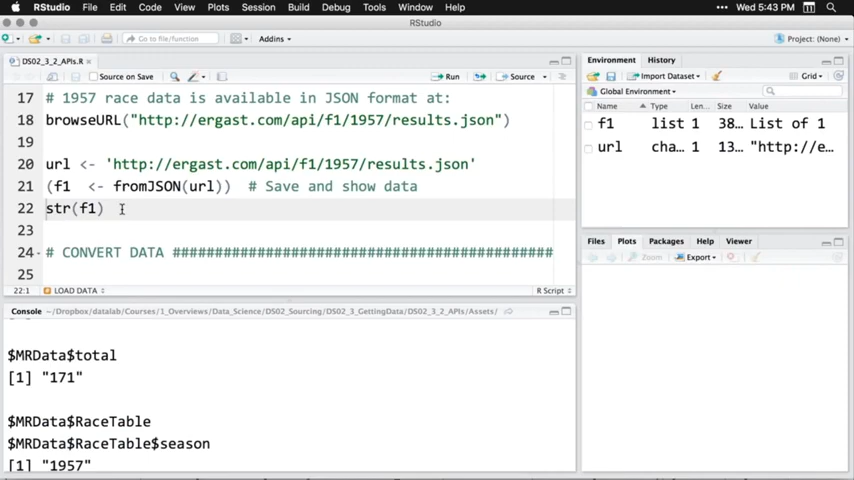 RStudio File Edit Code View Plots Session Build Debug Tools Window Help
Wed 5:43 PM
RStudio
Go to file/function
Addins
Project: (None)
DS02_3_2_APIs.R
Source on Save
Run
Source
17 # 1957 race data is available in JSON format at:
18 browseURL("http://ergast.com/api/f1/1957/results.json")
19
20 url <- 'http://ergast.com/api/f1/1957/results.json'
21 (f1 <- fromJSON(url)) # Save and show data
22 str(f1)
23
24 # CONVERT DATA ##############################################
25
22:1 LOAD DATA
R Script
Console ~/Dropbox/datalab/Courses/1_Overviews/Data_Science/DS02_Sourcing/DS02_3_GettingData/DS02_3_2_APIs/Assets/
$MRData$total
[1] "171"
$MRData$RaceTable
$MRData$RaceTable$season
[1] "1957"
Environment History
Import Dataset
Grid
Global Environment
Name Type Len... Size Value
f1 list 1 38... List of 1
url cha... 1 13... "http://e...
Files Plots Packages Help Viewer
Zoom Export